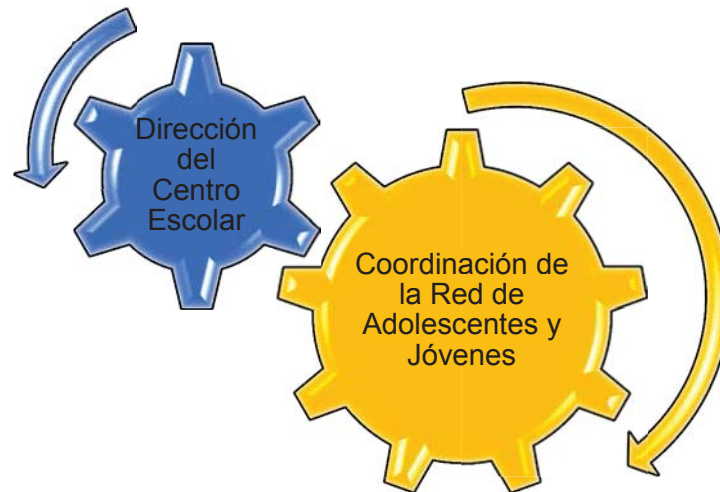 Dirección
del
Centro
Escolar
Coordinación de
la Red de
Adolescentes y
Jóvenes